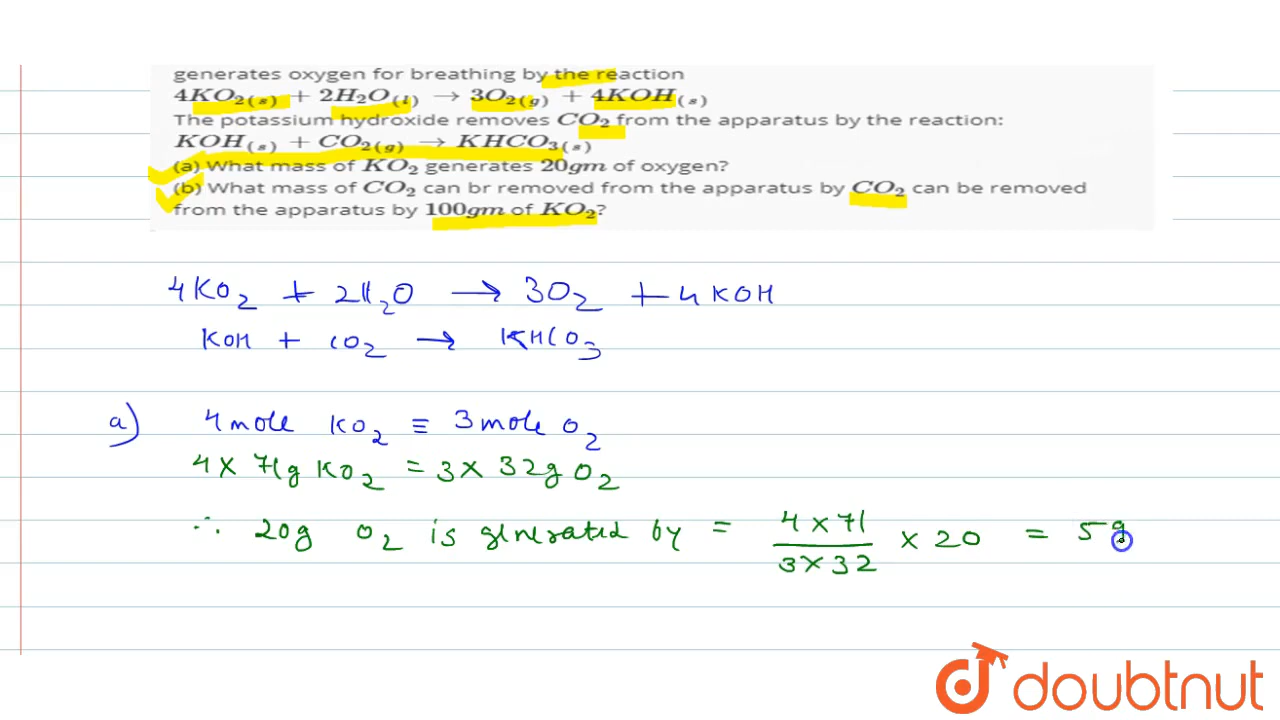 generates oxygen for breathing by the reaction
4KO₂₍ₛ₎ + 2H₂O₍ₗ₎ → 3O₂(g) + 4KOH₍ₛ₎
The potassium hydroxide removes CO₂ from the apparatus by the reaction:
KOH₍ₛ₎ + CO₂(g) → KHCO₃₍ₛ₎
(a) What mass of KO₂ generates 20gm of oxygen?
(b) What mass of CO₂ can br removed from the apparatus by CO₂ can be removed
from the apparatus by 100gm of KO₂?
4KO₂ + 2H₂O → 3O₂ + 4KOH
KOH + CO₂ → KHCO₃
a) 4 mole KO₂ ≡ 3 mole O₂
4 × 71g KO₂ = 3 × 32g O₂
∴ 20g O₂ is generated by = 4 × 71 / 3 × 32 × 20 = 59
doubtnut